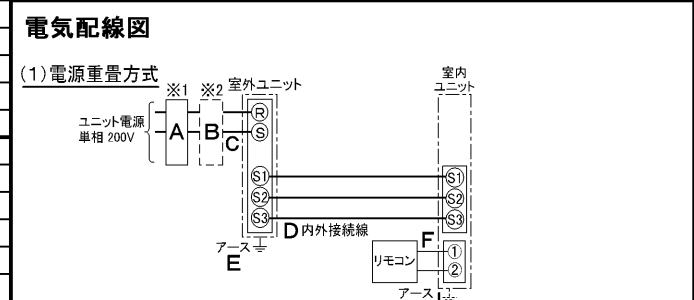 電気配線図
(1)電源重畳方式
※1
※2
室外ユニット
室内
ユニット
ユニット電源
単相 200V
A
B
C
R
S
S1
S2
S3
S1
S2
S3
D 内外接続線
アース
E
リモコン
F
1
2
アース